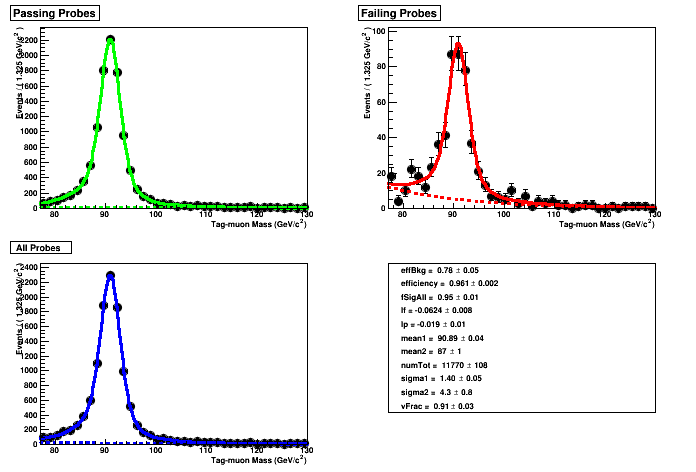 Passing Probes
Events / ( 1.325 GeV/c² )
2200
2000
1800
1600
1400
1200
1000
800
600
400
200
0
80 90 100 110 120 130
Tag-muon Mass (GeV/c²)
Failing Probes
Events / ( 1.325 GeV/c² )
100
80
60
40
20
0
80 90 100 110 120 130
Tag-muon Mass (GeV/c²)
All Probes
Events / ( 1.325 GeV/c² )
2400
2200
2000
1800
1600
1400
1200
1000
800
600
400
200
0
80 90 100 110 120 130
Tag-muon Mass (GeV/c²)
effBkg = 0.78 ± 0.05
efficiency = 0.961 ± 0.002
fSigAll = 0.95 ± 0.01
lf = -0.0624 ± 0.008
lp = -0.019 ± 0.01
mean1 = 90.89 ± 0.04
mean2 = 87 ± 1
numTot = 11770 ± 108
sigma1 = 1.40 ± 0.05
sigma2 = 4.3 ± 0.8
vFrac = 0.91 ± 0.03